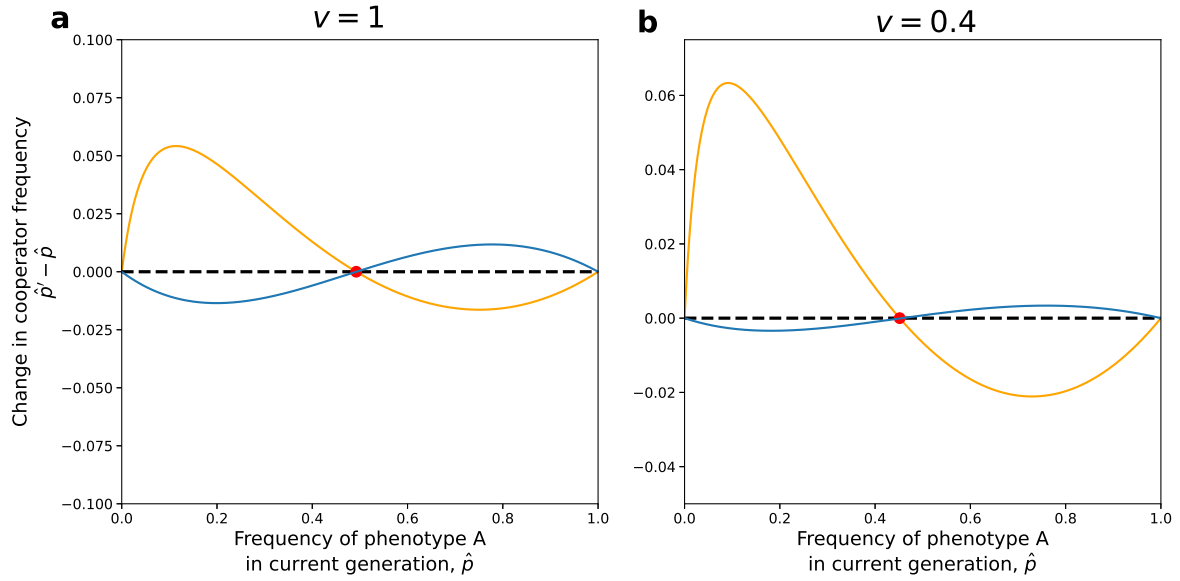 a
v = 1
0.100
0.075
0.050
0.025
0.000
−0.025
−0.050
−0.075
−0.100
0.0 0.2 0.4 0.6 0.8 1.0
Change in cooperator frequency
p̂′ − p̂
Frequency of phenotype A
in current generation, p̂
b
v = 0.4
0.06
0.04
0.02
0.00
−0.02
−0.04
0.0 0.2 0.4 0.6 0.8 1.0
Frequency of phenotype A
in current generation, p̂